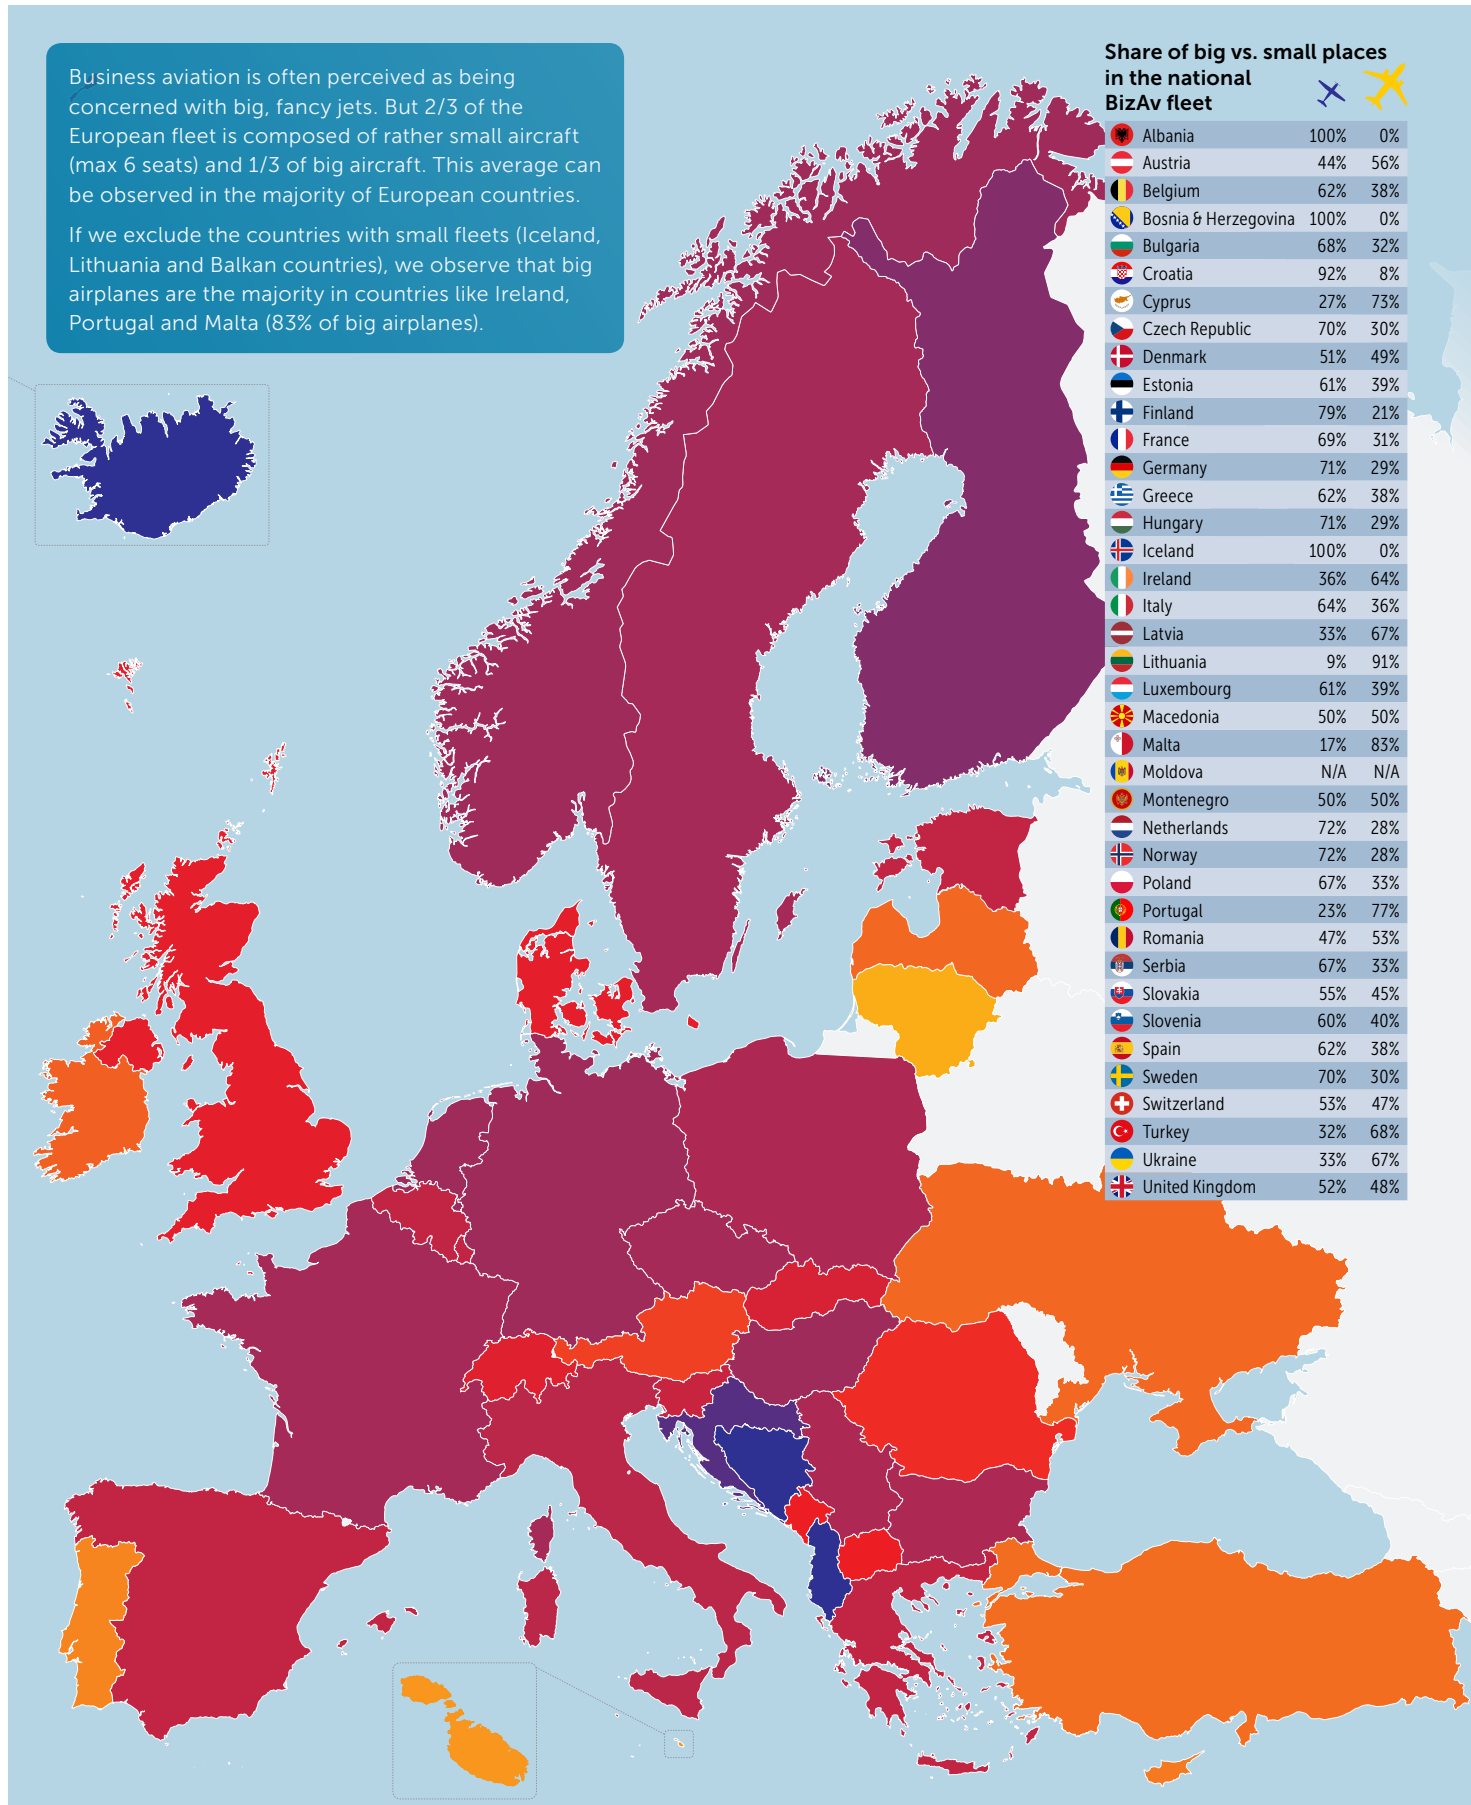 Business aviation is often perceived as being
concerned with big, fancy jets. But 2/3 of the
European fleet is composed of rather small aircraft
(max 6 seats) and 1/3 of big aircraft. This average can
be observed in the majority of European countries.
If we exclude the countries with small fleets (Iceland,
Lithuania and Balkan countries), we observe that big
airplanes are the majority in countries like Ireland,
Portugal and Malta (83% of big airplanes).
Share of big vs. small places
in the national
BizAv fleet
Albania 100% 0%
Austria 44% 56%
Belgium 62% 38%
Bosnia & Herzegovina 100% 0%
Bulgaria 68% 32%
Croatia 92% 8%
Cyprus 27% 73%
Czech Republic 70% 30%
Denmark 51% 49%
Estonia 61% 39%
Finland 79% 21%
France 69% 31%
Germany 71% 29%
Greece 62% 38%
Hungary 71% 29%
Iceland 100% 0%
Ireland 36% 64%
Italy 64% 36%
Latvia 33% 67%
Lithuania 9% 91%
Luxembourg 61% 39%
Macedonia 50% 50%
Malta 17% 83%
Moldova N/A N/A
Montenegro 50% 50%
Netherlands 72% 28%
Norway 72% 28%
Poland 67% 33%
Portugal 23% 77%
Romania 47% 53%
Serbia 67% 33%
Slovakia 55% 45%
Slovenia 60% 40%
Spain 62% 38%
Sweden 70% 30%
Switzerland 53% 47%
Turkey 32% 68%
Ukraine 33% 67%
United Kingdom 52% 48%